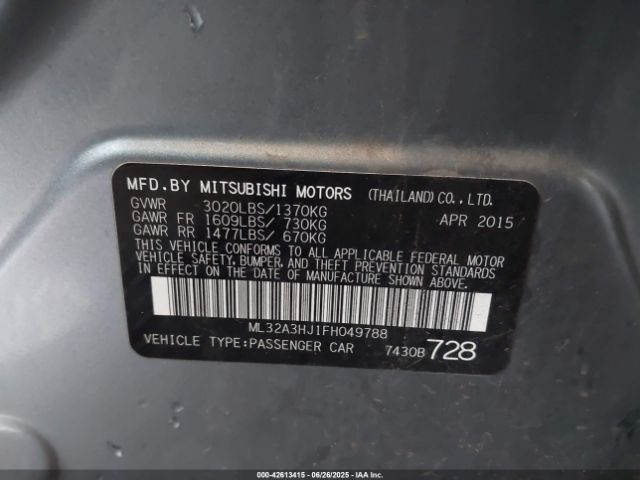 MFD.BY MITSUBISHI MOTORS (THAILAND)CO.,LTD.
GVWR 3020LBS/1370KG APR 2015
GAWR FR 1609LBS/ 730KG
GAWR RR 1477LBS/ 670KG
THIS VEHICLE CONFORMS TO ALL APPLICABLE FEDERAL MOTOR
VEHICLE SAFETY, BUMPER, AND THEFT PREVENTION STANDARDS
IN EFFECT ON THE DATE OF MANUFACTURE SHOWN ABOVE.
ML32A3HJ1FH049788
VEHICLE TYPE:PASSENGER CAR 7430B 728
000-42613415 - 06/26/2025 - IAA Inc.